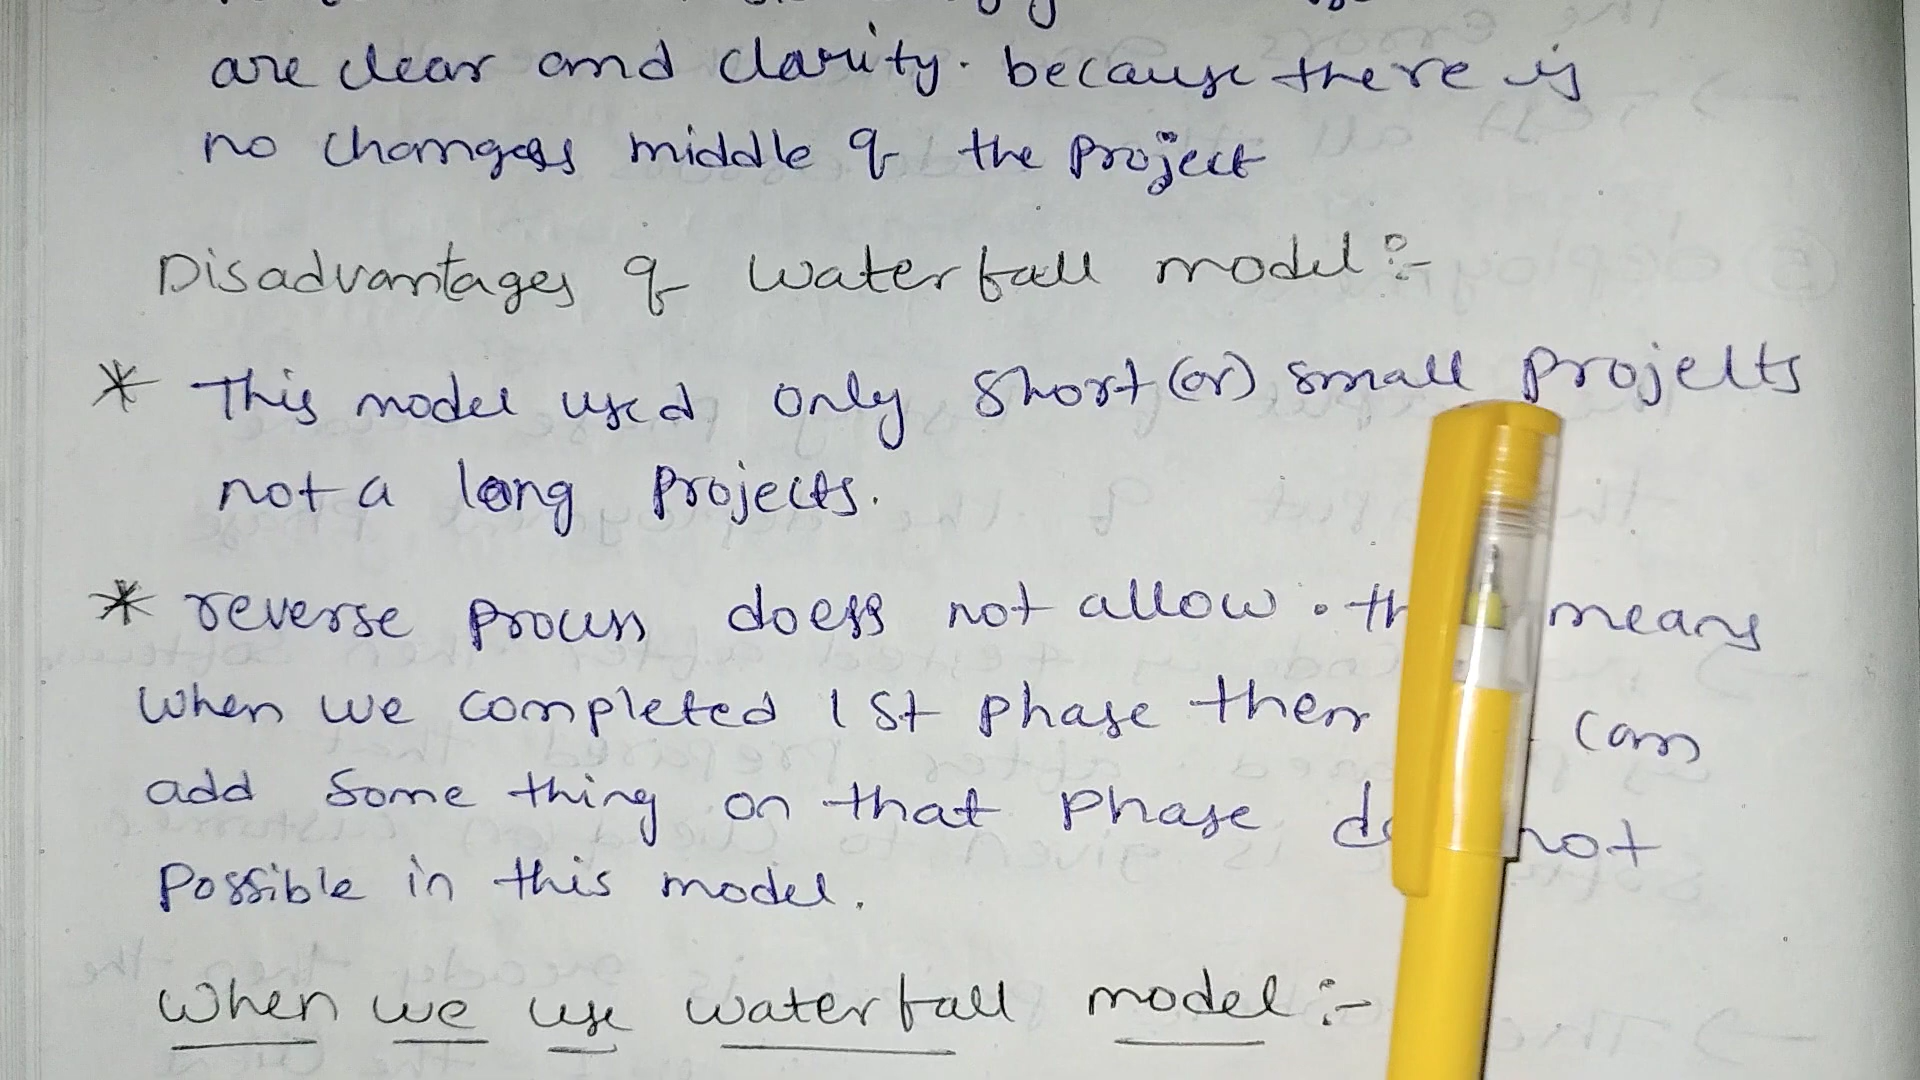 are clear and clarity. because there is
no changess middle of the project
Disadvantages of waterfall model:-
* This model used only short (or) small projects
not a long projects.
* reverse process doess not allow. means
when we completed 1st phase then can
add some thing on that phase not
possible in this model.
when we use waterfall model:-